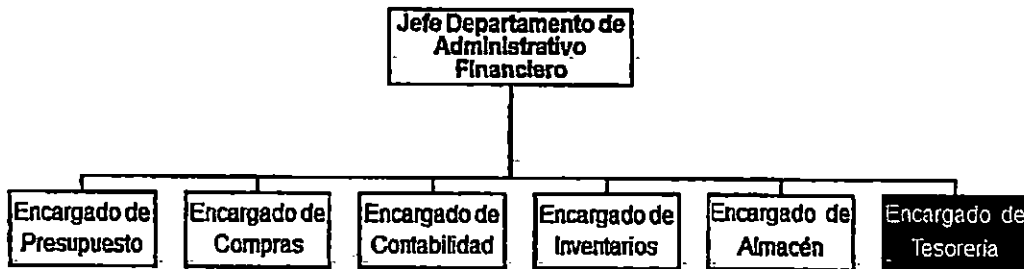 Jefe Departamento de
Administrativo
Financiero
Encargado de
Presupuesto
Encargado de
Compras
Encargado de
Contabilidad
Encargado de
Inventarios
Encargado de
Almacén
Encargado de
Tesorería